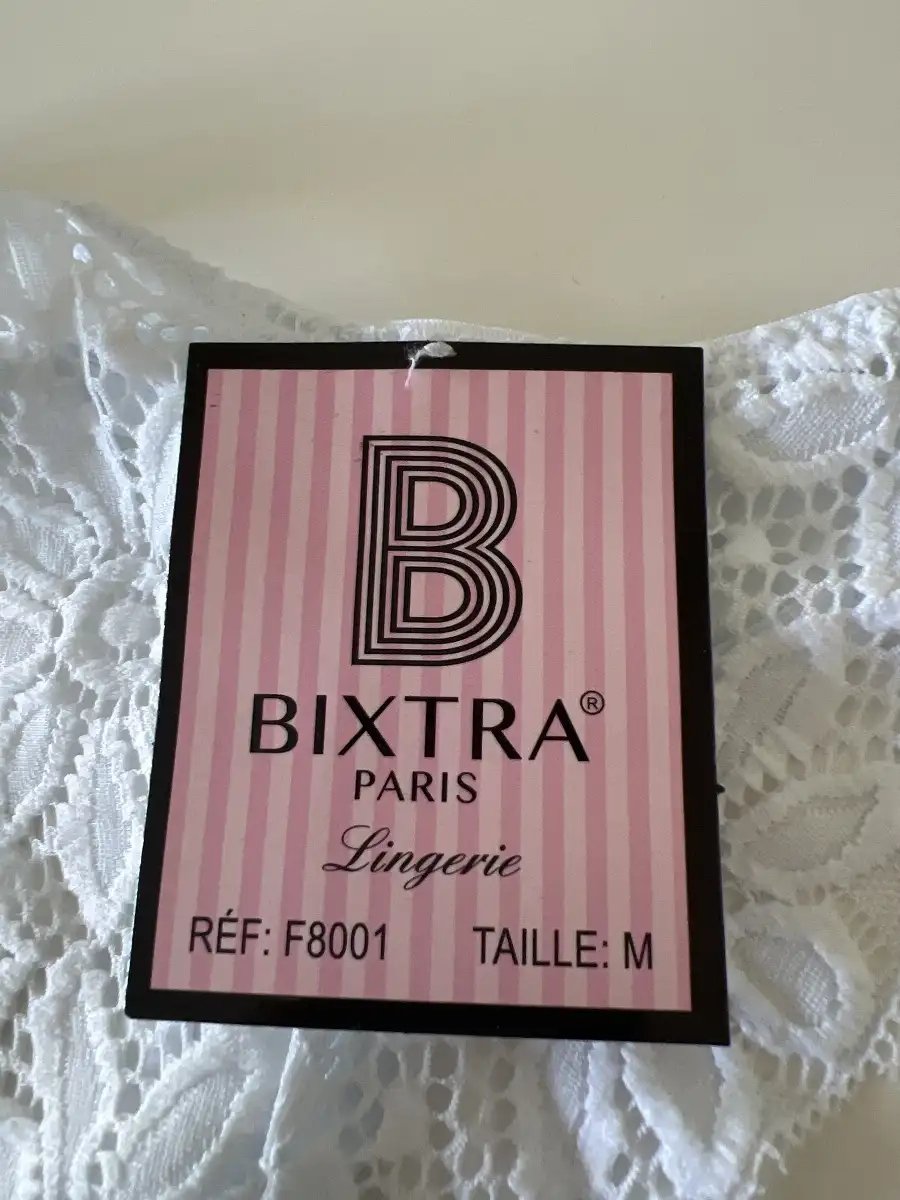 B
BIXTRA®
PARIS
Lingerie
RÉF: F8001 TAILLE: M